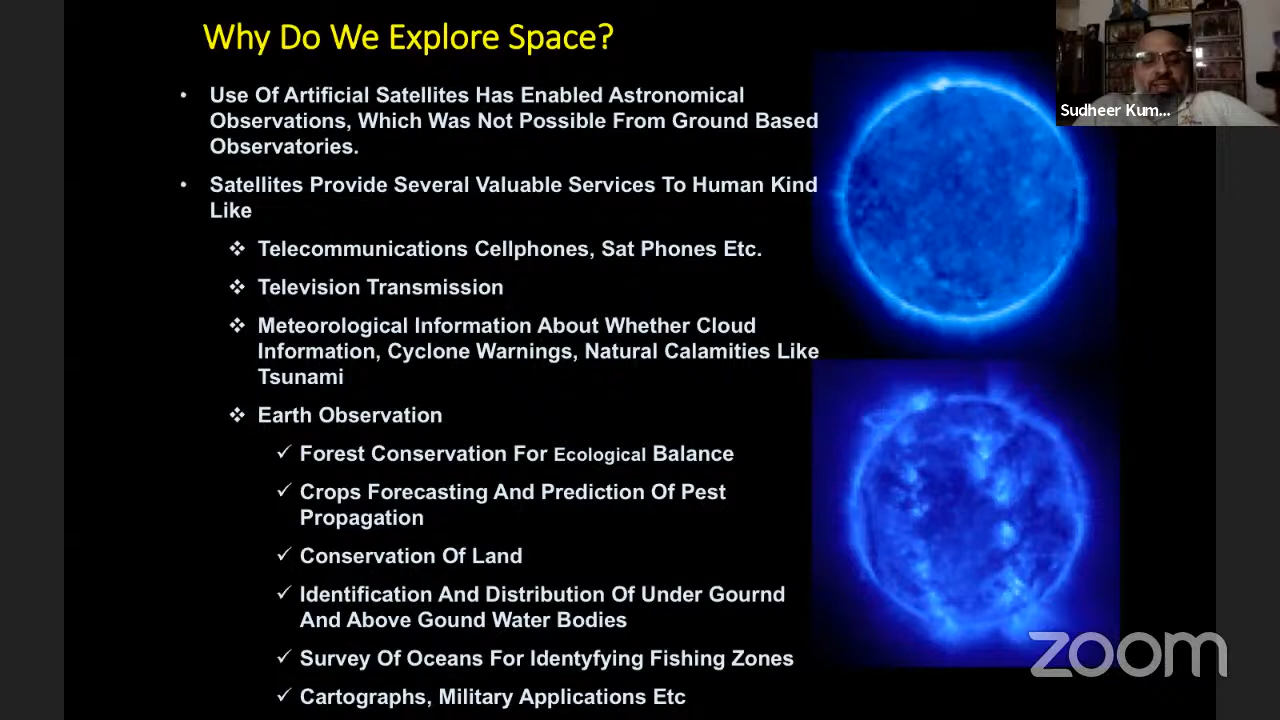 Why Do We Explore Space?
• Use Of Artificial Satellites Has Enabled Astronomical
Observations, Which Was Not Possible From Ground Based
Observatories.
• Satellites Provide Several Valuable Services To Human Kind
Like
❖ Telecommunications Cellphones, Sat Phones Etc.
❖ Television Transmission
❖ Meteorological Information About Whether Cloud
Information, Cyclone Warnings, Natural Calamities Like
Tsunami
❖ Earth Observation
✓ Forest Conservation For Ecological Balance
✓ Crops Forecasting And Prediction Of Pest
Propagation
✓ Conservation Of Land
✓ Identification And Distribution Of Under Gournd
And Above Gound Water Bodies
✓ Survey Of Oceans For Identyfying Fishing Zones
✓ Cartographs, Military Applications Etc
Sudheer Kum...
zoom